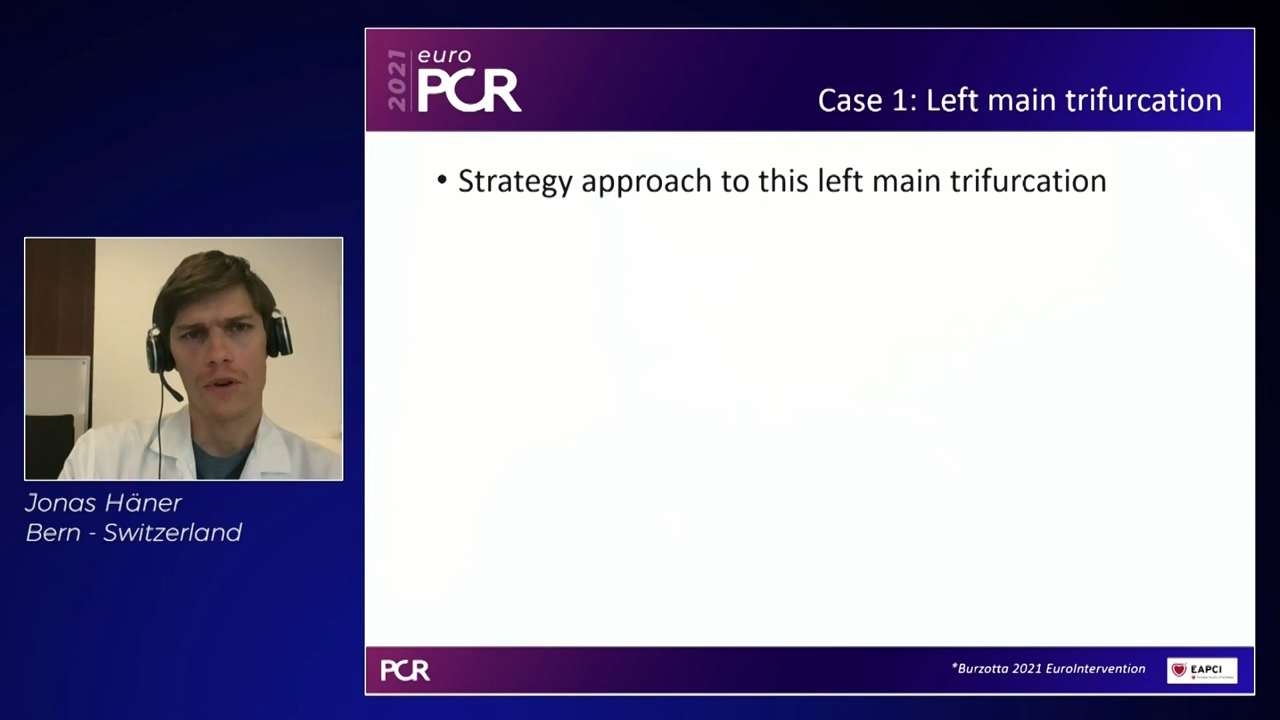 2021
euro
PCR
Case 1: Left main trifurcation
• Strategy approach to this left main trifurcation
Jonas Häner
Bern - Switzerland
PCR
*Burzotta 2021 EuroIntervention
EAPCI